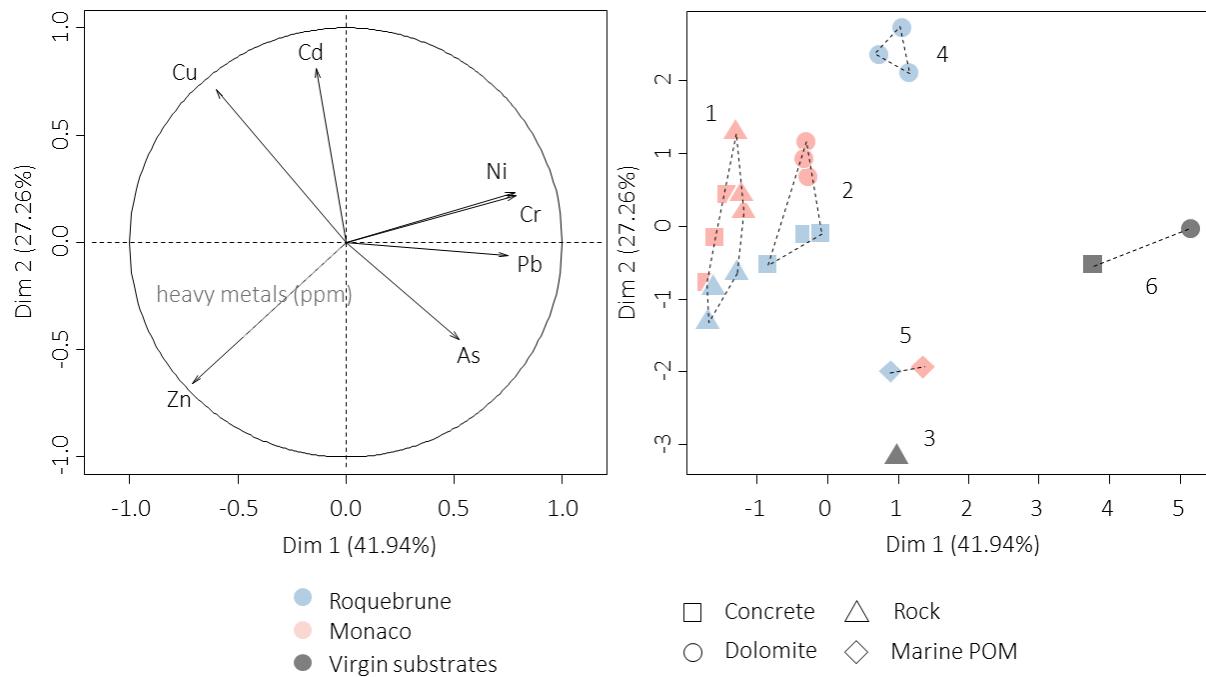 1.0
0.5
0.0
-0.5
-1.0
Dim 2 (27.26%)
Cu
Cd
Ni
Cr
Pb
As
Zn
heavy metals (ppm)
-1.0
-0.5
0.0
0.5
1.0
Dim 1 (41.94%)
2
1
0
-1
-2
-3
Dim 2 (27.26%)
4
1
2
6
5
3
-1
0
1
2
3
4
5
Dim 1 (41.94%)
Roquebrune
Monaco
Virgin substrates
Concrete
Rock
Dolomite
Marine POM